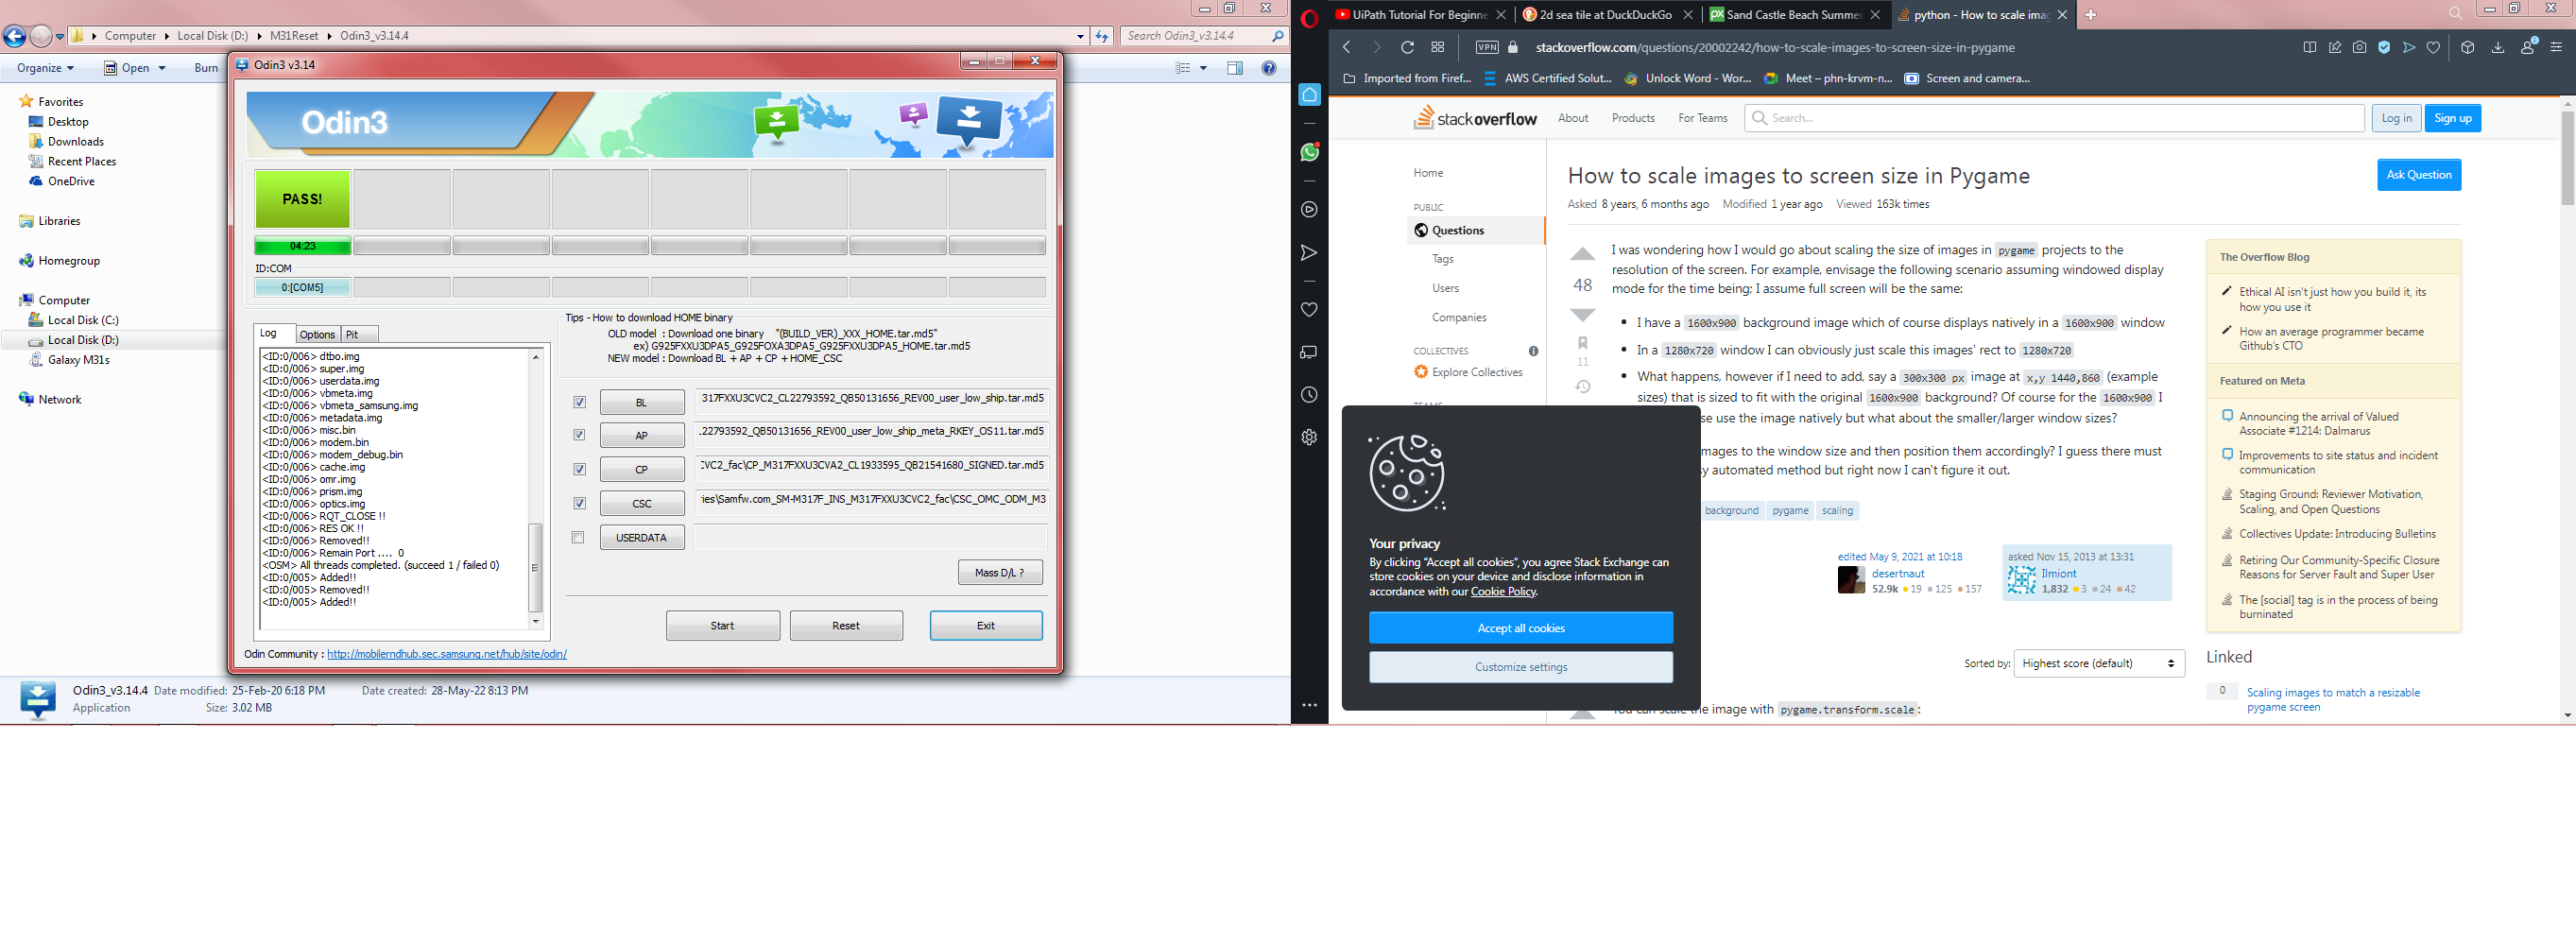 Computer
Local Disk (D:)
M31Reset
Odin3_v3.14.4
Search Odin3_v3.14.4
Organize
Open
Burn
Favorites
Desktop
Downloads
Recent Places
OneDrive
Libraries
Homegroup
Computer
Local Disk (C:)
Local Disk (D:)
Galaxy M31s
Network
Odin3 v3.14
Odin3
PASS!
04:23
ID:COM
0:[COM5]
Log
Options
Pit
<ID:0/006> dtbo.img
<ID:0/006> super.img
<ID:0/006> userdata.img
<ID:0/006> vbmeta.img
<ID:0/006> vbmeta_samsung.img
<ID:0/006> metadata.img
<ID:0/006> misc.bin
<ID:0/006> modem.bin
<ID:0/006> modem_debug.bin
<ID:0/006> cache.img
<ID:0/006> omr.img
<ID:0/006> prism.img
<ID:0/006> optics.img
<ID:0/006> RQT_CLOSE !!
<ID:0/006> RES OK !!
<ID:0/006> Removed!!
<ID:0/006> Remain Port .... 0
<OSM> All threads completed. (succeed 1 / failed 0)
<ID:0/005> Added!!
<ID:0/005> Removed!!
<ID:0/005> Added!!
Tips - How to download HOME binary
OLD model : Download one binary "(BUILD_VER)_XXX_HOME.tar.md5"
ex) G925FXXU3DPA5_G925FOXA3DPA5_G925FXXU3DPA5_HOME.tar.md5
NEW model : Download BL + AP + CP + HOME_CSC
BL
317FXXU3CVC2_CL22793592_QB50131656_REV00_user_low_ship.tar.md5
AP
.22793592_QB50131656_REV00_user_low_ship_meta_RKEY_OS11.tar.md5
CP
CVC2_fac\CP_M317FXXU3CVA2_CL1933595_QB21541680_SIGNED.tar.md5
CSC
ies\Samfw.com_SM-M317F_INS_M317FXXU3CVC2_fac\CSC_OMC_ODM_M3
USERDATA
Mass D/L ?
Start
Reset
Exit
Odin Community : http://mobilerndhub.sec.samsung.net/hub/site/odin/
Odin3_v3.14.4 Date modified: 25-Feb-20 6:18 PM Date created: 28-May-22 8:13 PM
Application Size: 3.02 MB
UiPath Tutorial For Beginne
2d sea tile at DuckDuckGo
Sand Castle Beach Summer
python - How to scale imag
VPN
stackoverflow.com/questions/20002242/how-to-scale-images-to-screen-size-in-pygame
Imported from Firef...
AWS Certified Solut...
Unlock Word - Wor...
Meet – phn-krvm-n...
Screen and camera...
stackoverflow
About
Products
For Teams
Search...
Log in
Sign up
Home
PUBLIC
Questions
Tags
Users
Companies
COLLECTIVES
Explore Collectives
How to scale images to screen size in Pygame
Ask Question
Asked 8 years, 6 months ago Modified 1 year ago Viewed 163k times
48
11
I was wondering how I would go about scaling the size of images in pygame projects to the
resolution of the screen. For example, envisage the following scenario assuming windowed display
mode for the time being; I assume full screen will be the same:
• I have a 1600x900 background image which of course displays natively in a 1600x900 window
• In a 1280x720 window I can obviously just scale this images' rect to 1280x720
• What happens, however if I need to add, say a 300x300 px image at x,y 1440,860 (example
sizes) that is sized to fit with the original 1600x900 background? Of course for the 1600x900 I
se use the image natively but what about the smaller/larger window sizes?
mages to the window size and then position them accordingly? I guess there must
y automated method but right now I can't figure it out.
background
pygame
scaling
edited May 9, 2021 at 10:18
desertnaut
52.9k 19 125 157
asked Nov 15, 2013 at 13:31
Ilmiont
1,832 3 24 42
Sorted by:
Highest score (default)
the image with pygame.transform.scale:
Your privacy
By clicking “Accept all cookies”, you agree Stack Exchange can
store cookies on your device and disclose information in
accordance with our Cookie Policy.
Accept all cookies
Customize settings
The Overflow Blog
Ethical AI isn't just how you build it, its
how you use it
How an average programmer became
Github's CTO
Featured on Meta
Announcing the arrival of Valued
Associate #1214: Dalmarus
Improvements to site status and incident
communication
Staging Ground: Reviewer Motivation,
Scaling, and Open Questions
Collectives Update: Introducing Bulletins
Retiring Our Community-Specific Closure
Reasons for Server Fault and Super User
The [social] tag is in the process of being
burninated
Linked
0
Scaling images to match a resizable
pygame screen